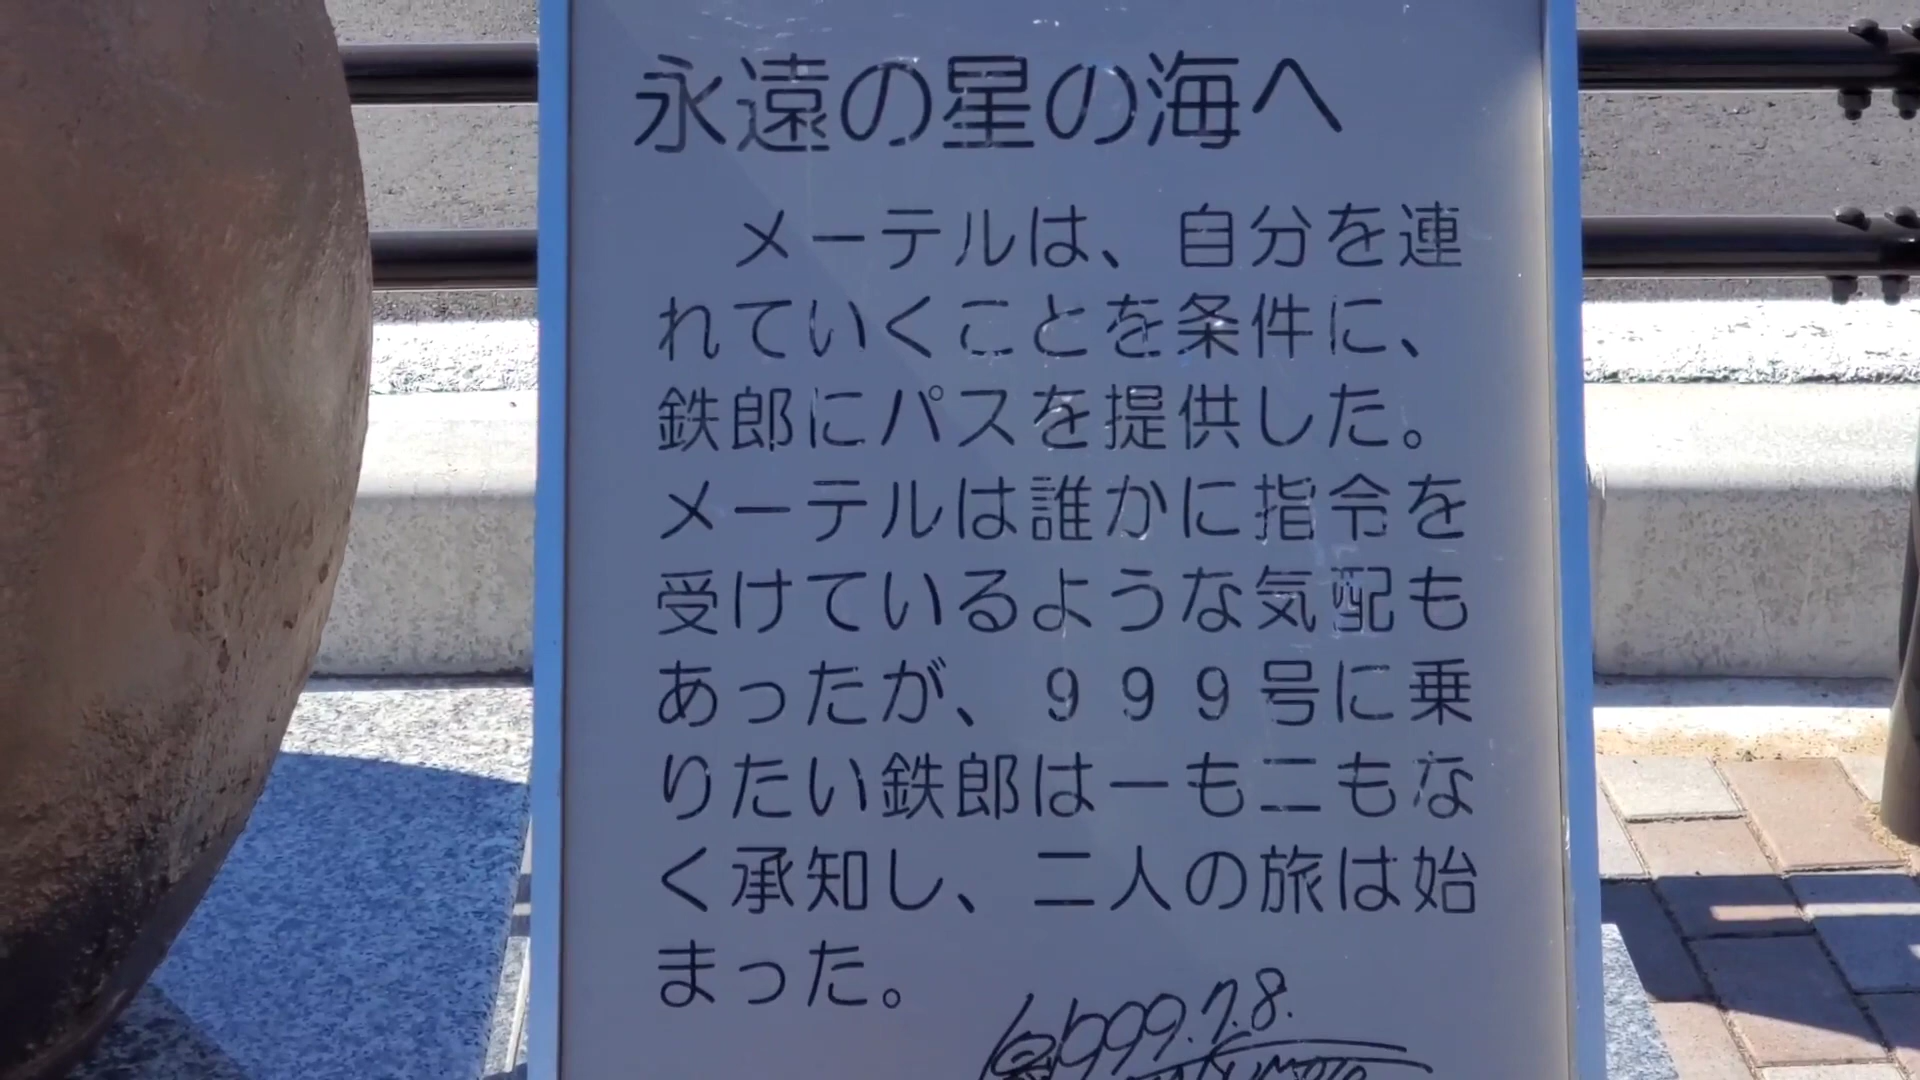 永遠の星の海へ
メーテルは、自分を連
れていくことを条件に、
鉄郎にパスを提供した。
メーテルは誰かに指令を
受けているような気配も
あったが、９９９号に乗
りたい鉄郎は一も二もな
く承知し、二人の旅は始
まった。
1999.7.8.